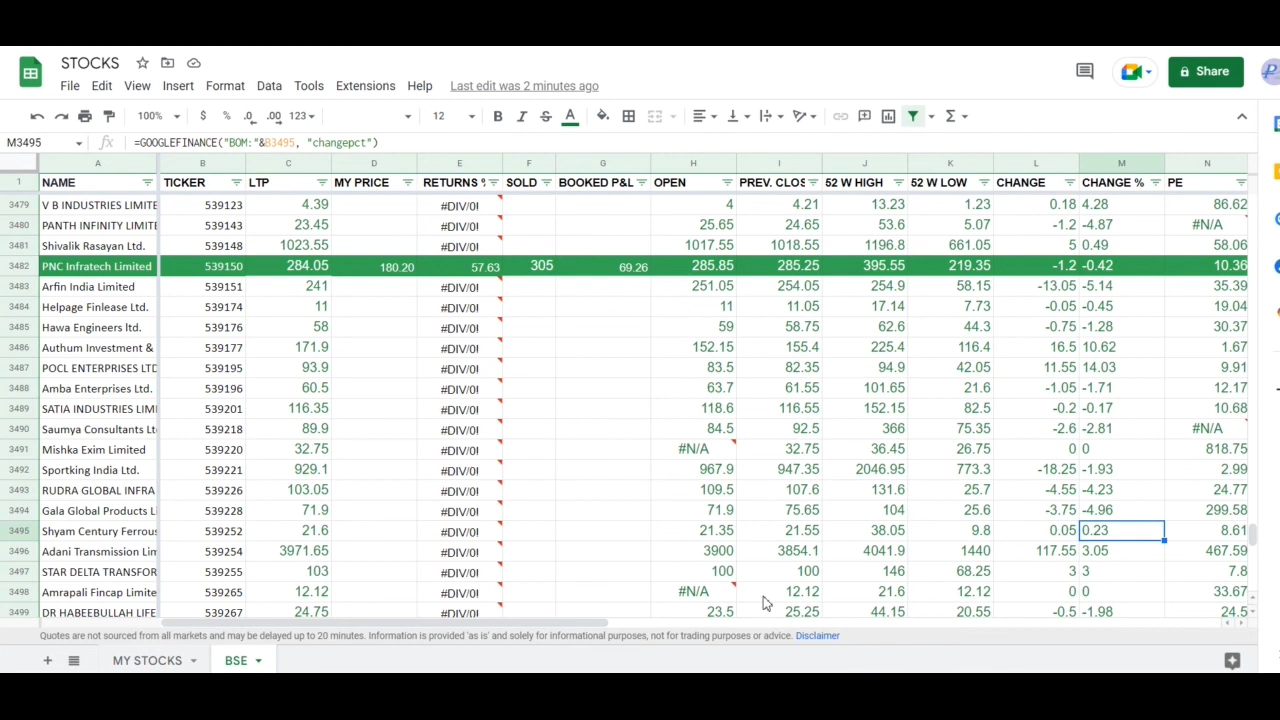 STOCKS
File Edit View Insert Format Data Tools Extensions Help Last edit was 2 minutes ago
Share
100% $ % .0 .00 123 12 B I S A
M3495 fx =GOOGLEFINANCE("BOM:"&B3495, "changepct")
A B C D E F G H I J K L M N
1 NAME TICKER LTP MY PRICE RETURNS % SOLD BOOKED P&L OPEN PREV. CLOS 52 W HIGH 52 W LOW CHANGE CHANGE % PE
3479 V B INDUSTRIES LIMITE 539123 4.39 #DIV/0! 4 4.21 13.23 1.23 0.18 4.28 86.62
3480 PANTH INFINITY LIMITE 539143 23.45 #DIV/0! 25.65 24.65 53.6 5.07 -1.2 -4.87 #N/A
3481 Shivalik Rasayan Ltd. 539148 1023.55 #DIV/0! 1017.55 1018.55 1196.8 661.05 5 0.49 58.06
3482 PNC Infratech Limited 539150 284.05 180.20 57.63 305 69.26 285.85 285.25 395.55 219.35 -1.2 -0.42 10.36
3483 Arfin India Limited 539151 241 #DIV/0! 251.05 254.05 254.9 58.15 -13.05 -5.14 35.39
3484 Helpage Finlease Ltd. 539174 11 #DIV/0! 11 11.05 17.14 7.73 -0.05 -0.45 19.04
3485 Hawa Engineers ltd. 539176 58 #DIV/0! 59 58.75 62.6 44.3 -0.75 -1.28 30.37
3486 Authum Investment & 539177 171.9 #DIV/0! 152.15 155.4 225.4 116.4 16.5 10.62 1.67
3487 POCL ENTERPRISES LTD 539195 93.9 #DIV/0! 83.5 82.35 94.9 42.05 11.55 14.03 9.91
3488 Amba Enterprises Ltd. 539196 60.5 #DIV/0! 63.7 61.55 101.65 21.6 -1.05 -1.71 12.17
3489 SATIA INDUSTRIES LIMI 539201 116.35 #DIV/0! 118.6 116.55 152.15 82.5 -0.2 -0.17 10.68
3490 Saumya Consultants Lt 539218 89.9 #DIV/0! 84.5 92.5 366 75.35 -2.6 -2.81 #N/A
3491 Mishka Exim Limited 539220 32.75 #DIV/0! #N/A 32.75 36.45 26.75 0 0 818.75
3492 Sportking India Ltd. 539221 929.1 #DIV/0! 967.9 947.35 2046.95 773.3 -18.25 -1.93 2.99
3493 RUDRA GLOBAL INFRA 539226 103.05 #DIV/0! 109.5 107.6 131.6 25.7 -4.55 -4.23 24.77
3494 Gala Global Products L 539228 71.9 #DIV/0! 71.9 75.65 104 25.6 -3.75 -4.96 299.58
3495 Shyam Century Ferrous 539252 21.6 #DIV/0! 21.35 21.55 38.05 9.8 0.05 0.23 8.61
3496 Adani Transmission Lim 539254 3971.65 #DIV/0! 3900 3854.1 4041.9 1440 117.55 3.05 467.59
3497 STAR DELTA TRANSFOR 539255 103 #DIV/0! 100 100 146 68.25 3 3 7.8
3498 Amrapali Fincap Limite 539265 12.12 #DIV/0! #N/A 12.12 21.6 12.12 0 0 33.67
3499 DR HABEEBULLAH LIFE 539267 24.75 #DIV/0! 23.5 25.25 44.15 20.55 -0.5 -1.98 24.5
Quotes are not sourced from all markets and may be delayed up to 20 minutes. Information is provided 'as is' and solely for informational purposes, not for trading purposes or advice. Disclaimer
MY STOCKS BSE